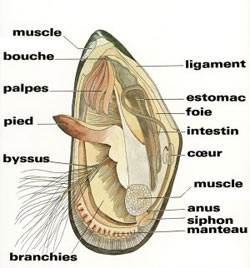 muscle
bouche
palpes
pied
byssus
branchies
ligament
estomac
foie
intestin
cœur
muscle
anus
siphon
manteau